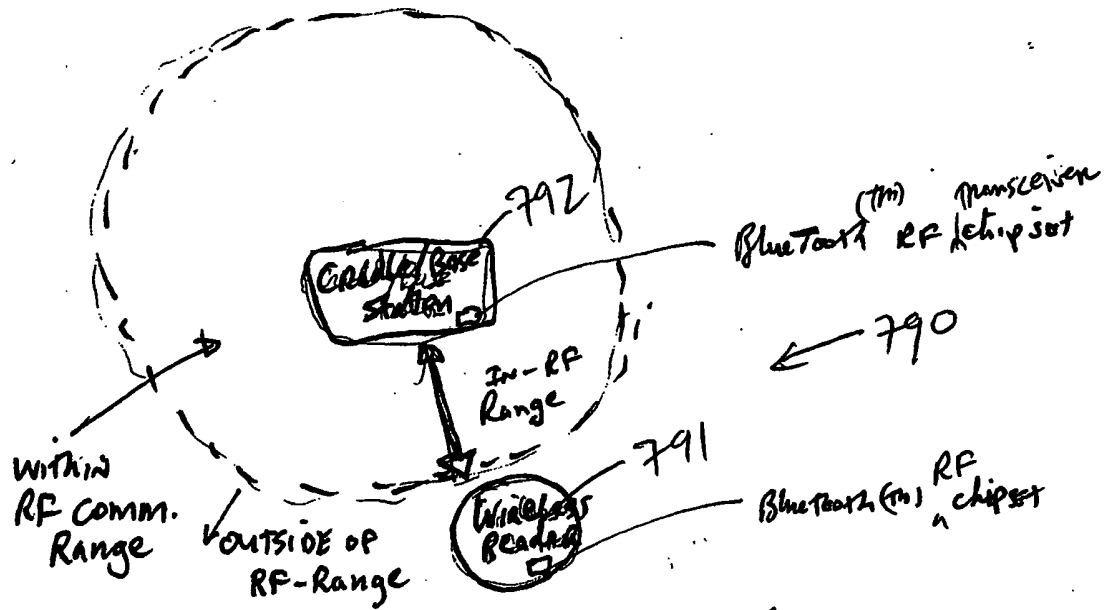 792
BlueTooth (TM) RF transceiver chipset
Cradle/Base
Station
790
In-RF
Range
791
within
RF Comm.
Range
OUTSIDE OF
RF-Range
Wireless
BlueTooth (TM) RF chipset